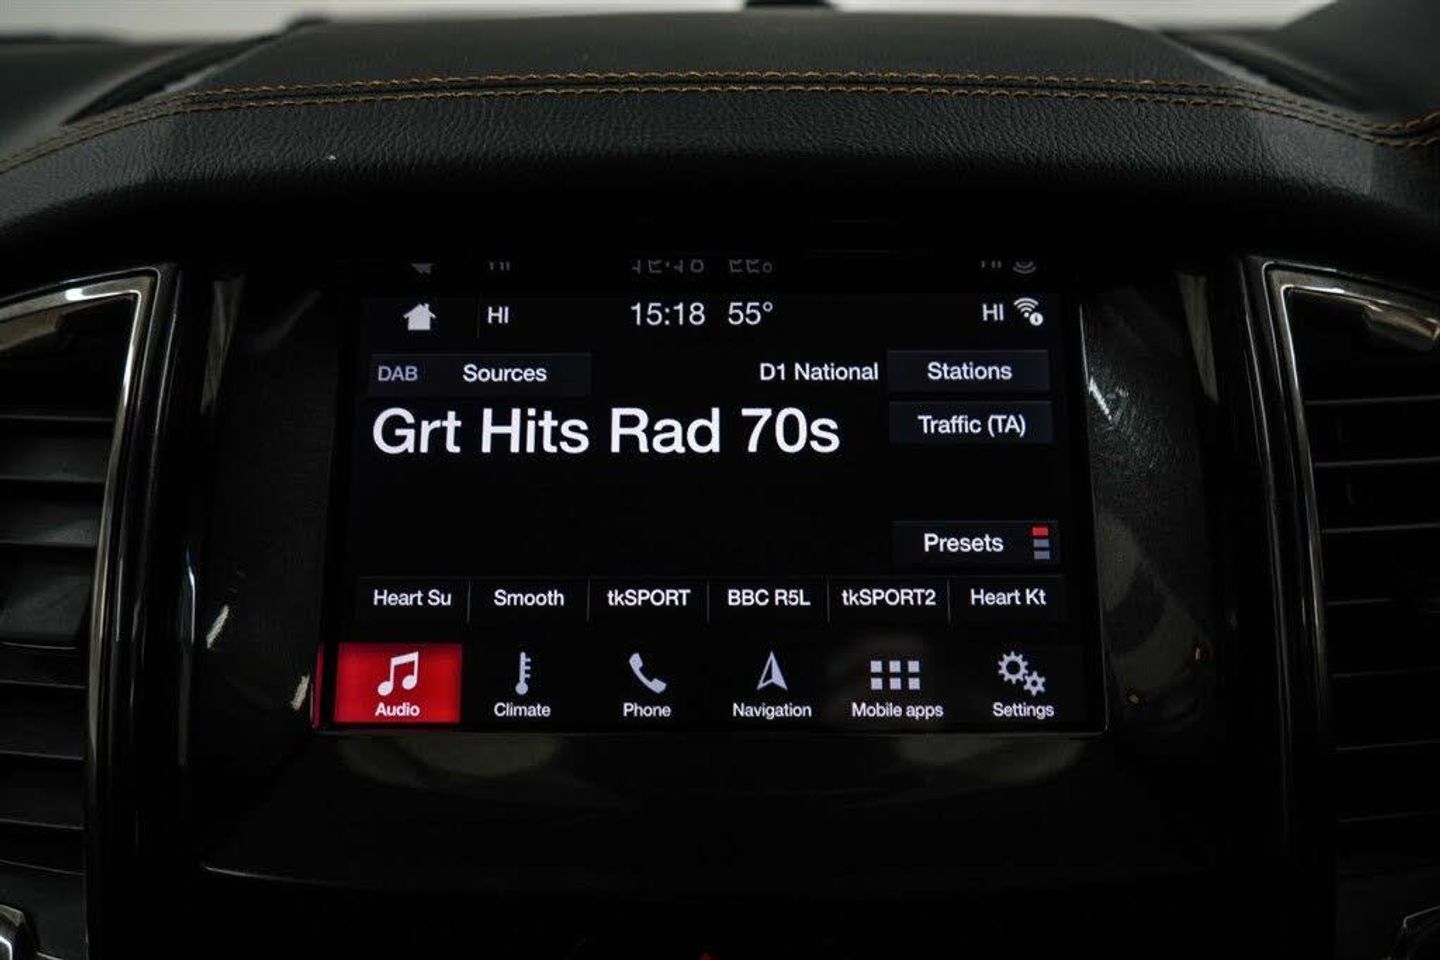 HI 15:18 55° HI
DAB Sources D1 National Stations
Grt Hits Rad 70s
Traffic (TA)
Presets
Heart Su Smooth tkSPORT BBC R5L tkSPORT2 Heart Kt
Audio Climate Phone Navigation Mobile apps Settings